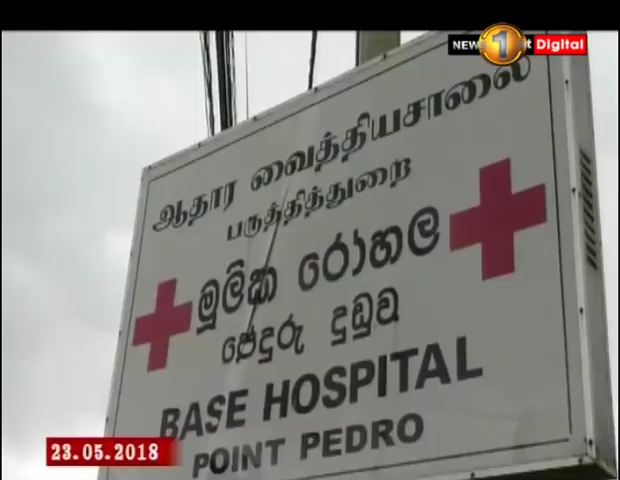 NEWS 1st Digital
ஆதார வைத்தியசாலை
பருத்தித்துறை
මූලික රෝහල
පේදුරු දුඩුව
BASE HOSPITAL
POINT PEDRO
23.05.2018